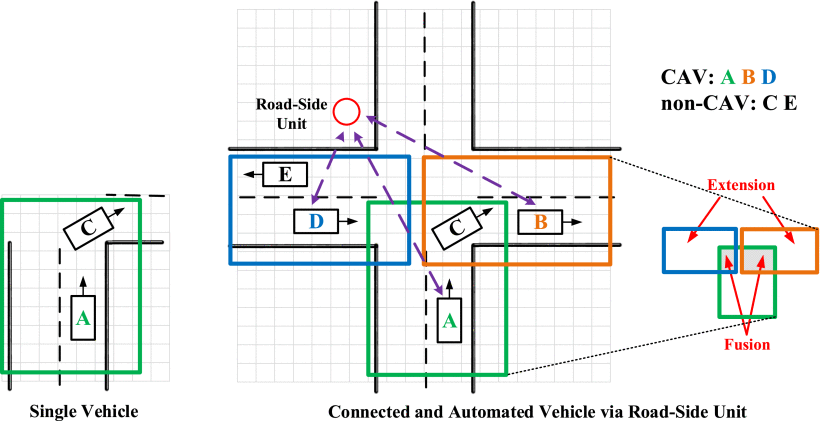 Road-Side
Unit
CAV: A B D
non-CAV: C E
E
D
C
B
A
C
A
Extension
Fusion
Single Vehicle
Connected and Automated Vehicle via Road-Side Unit